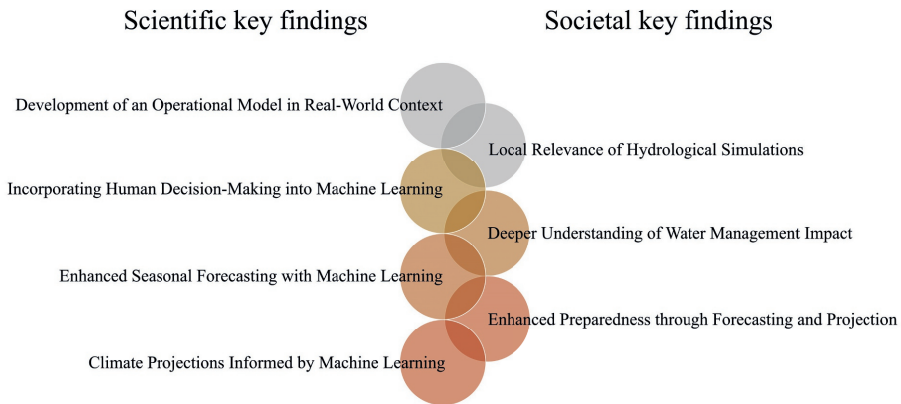 Scientific key findings
Societal key findings
Development of an Operational Model in Real-World Context
Local Relevance of Hydrological Simulations
Incorporating Human Decision-Making into Machine Learning
Deeper Understanding of Water Management Impact
Enhanced Seasonal Forecasting with Machine Learning
Enhanced Preparedness through Forecasting and Projection
Climate Projections Informed by Machine Learning